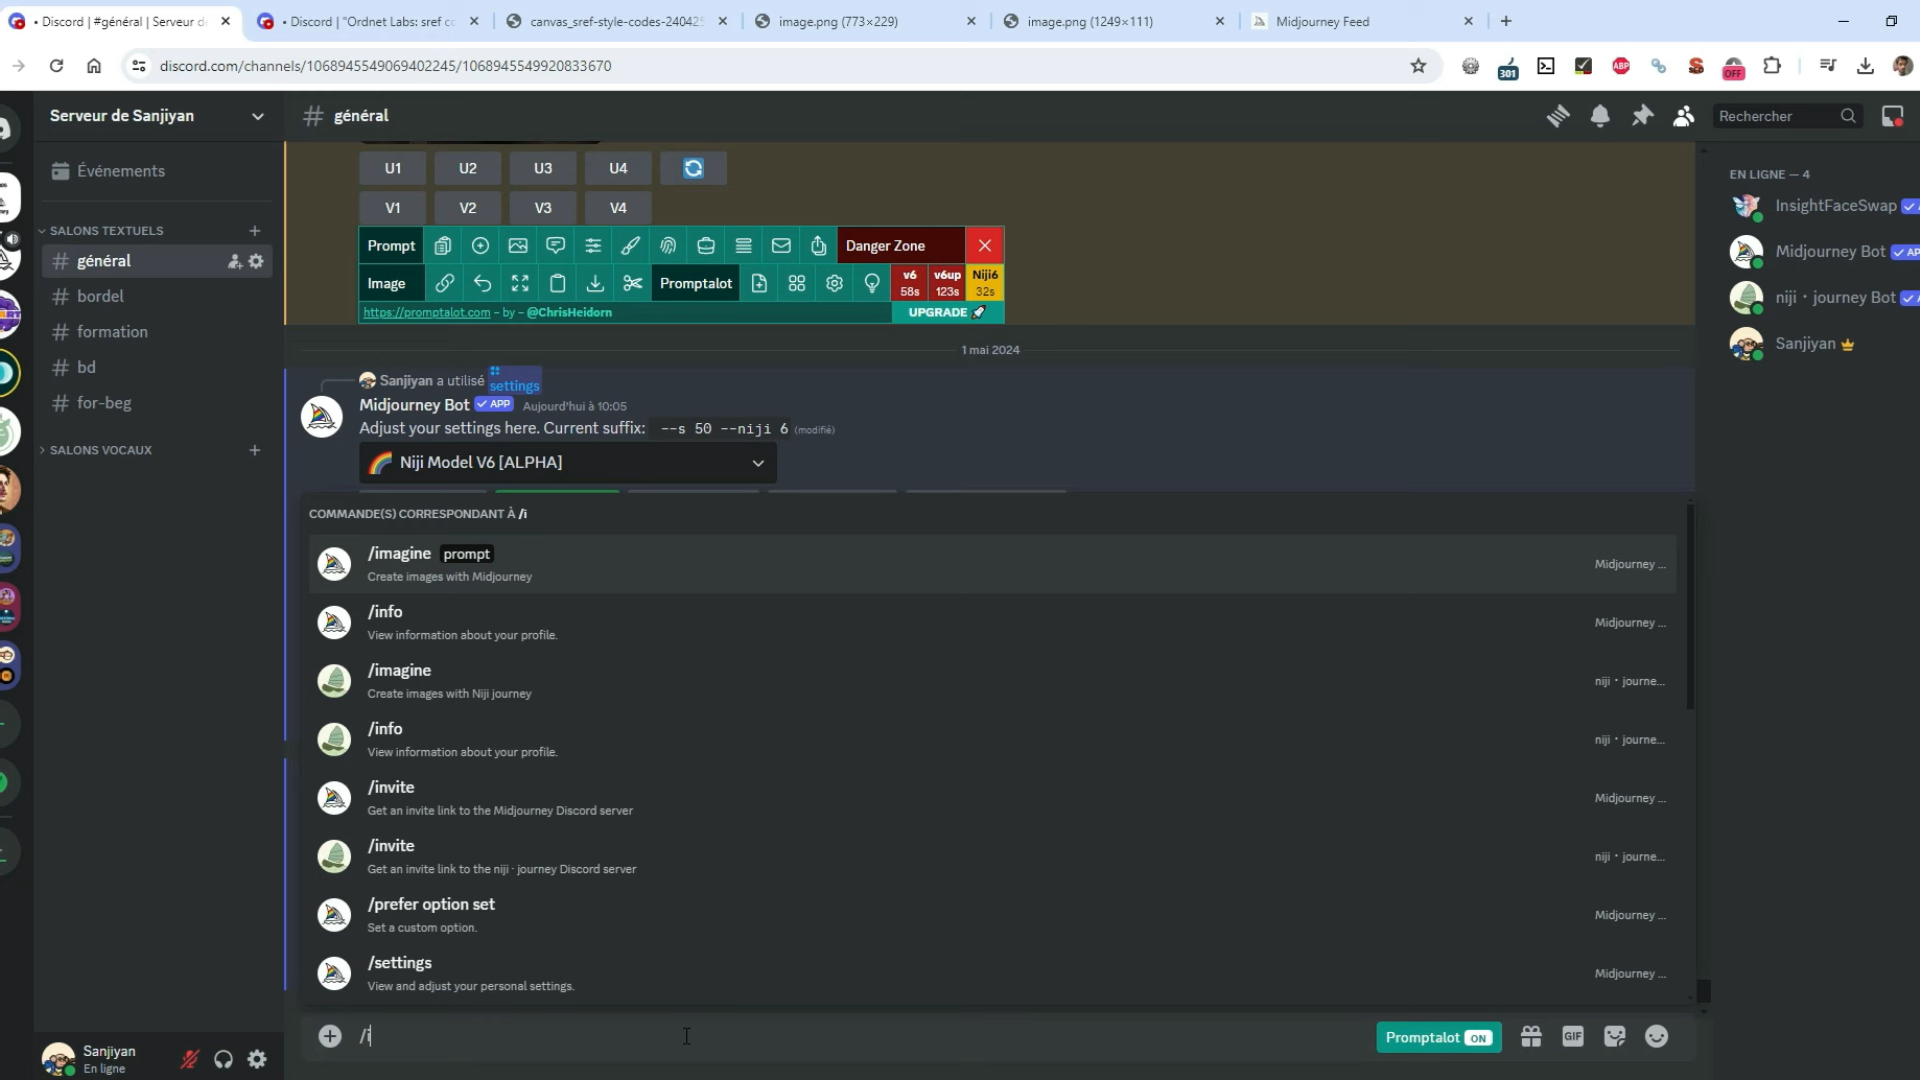 • Discord | #général | Serveur d
• Discord | "Ordnet Labs: sref co
canvas_sref-style-codes-240425
image.png (773×229)
image.png (1249×111)
Midjourney Feed
discord.com/channels/1068945549069402245/1068945549920833670
301
ABP
OFF
Serveur de Sanjiyan
général
Rechercher
Événements
SALONS TEXTUELS
général
bordel
formation
bd
for-beg
SALONS VOCAUX
U1 U2 U3 U4
V1 V2 V3 V4
Prompt
Danger Zone
Image
Promptalot
v6
58s
v6up
123s
Niji6
32s
https://promptalot.com – by – @ChrisHeidorn
UPGRADE
1 mai 2024
Sanjiyan a utilisé settings
Midjourney Bot APP Aujourd'hui à 10:05
Adjust your settings here. Current suffix: --s 50 --niji 6 (modifié)
Niji Model V6 [ALPHA]
COMMANDE(S) CORRESPONDANT À /i
/imagine prompt
Create images with Midjourney
Midjourney ...
/info
View information about your profile.
Midjourney ...
/imagine
Create images with Niji journey
niji・journe...
/info
View information about your profile.
niji・journe...
/invite
Get an invite link to the Midjourney Discord server
Midjourney ...
/invite
Get an invite link to the niji · journey Discord server
niji・journe...
/prefer option set
Set a custom option.
Midjourney ...
/settings
View and adjust your personal settings.
Midjourney ...
/i
Promptalot ON
GIF
EN LIGNE — 4
InsightFaceSwap
Midjourney Bot AP
niji・journey Bot
Sanjiyan
Sanjiyan
En ligne